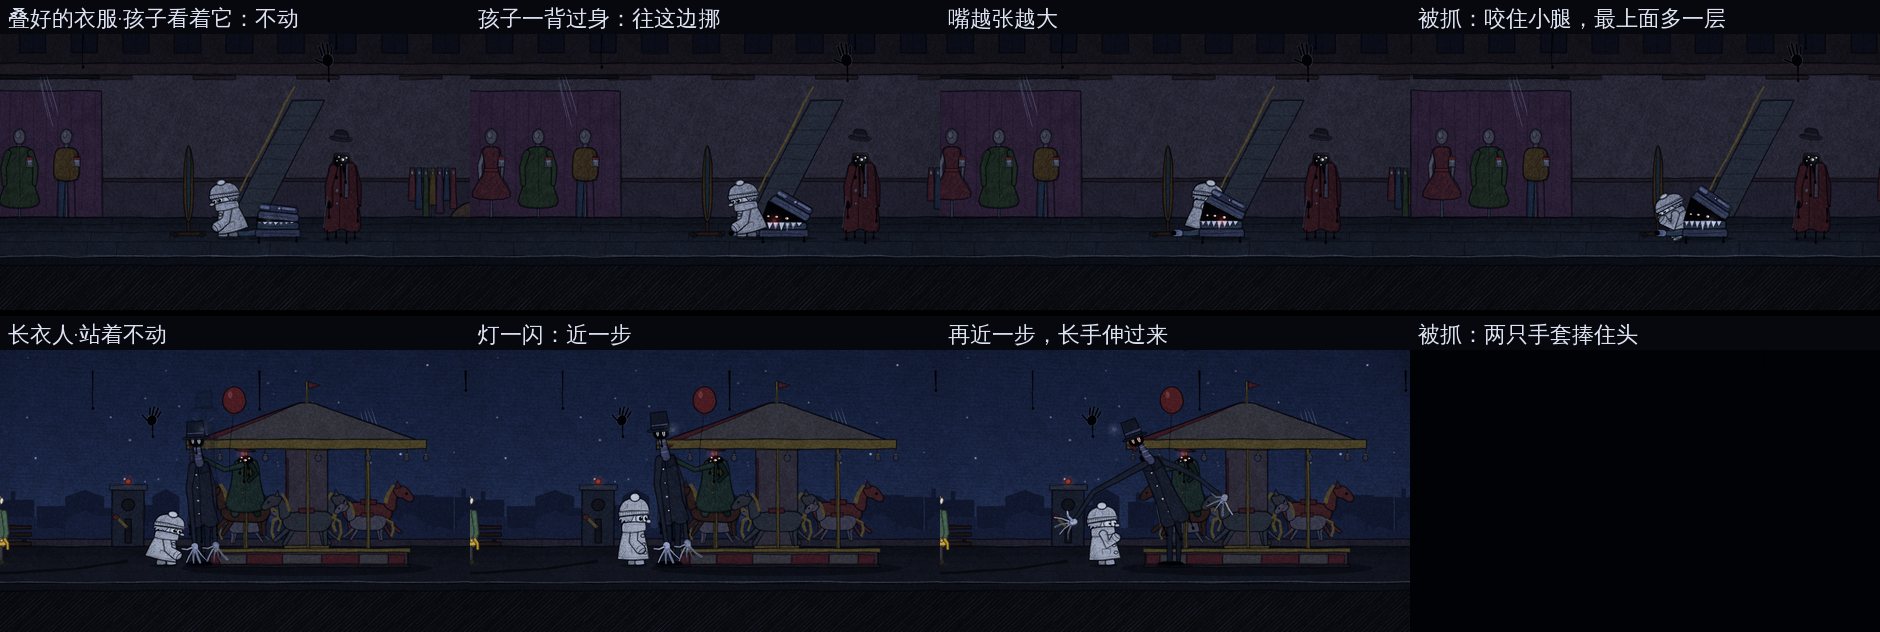 叠好的衣服·孩子看着它：不动
孩子一背过身：往这边挪
嘴越张越大
被抓：咬住小腿，最上面多一层
长衣人·站着不动
灯一闪：近一步
再近一步，长手伸过来
被抓：两只手套捧住头